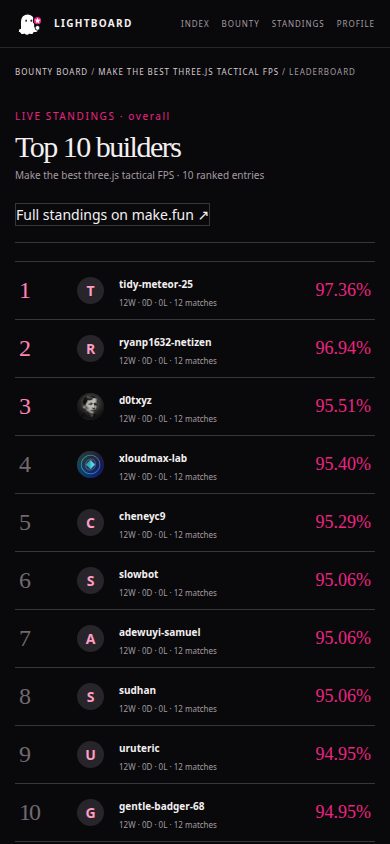 LIGHTBOARD INDEX BOUNTY STANDINGS PROFILE
BOUNTY BOARD / MAKE THE BEST THREE.JS TACTICAL FPS / LEADERBOARD
LIVE STANDINGS · overall
Top 10 builders
Make the best three.js tactical FPS · 10 ranked entries
Full standings on make.fun ↗
1 T tidy-meteor-25 97.36%
12W · 0D · 0L · 12 matches
2 R ryanp1632-netizen 96.94%
12W · 0D · 0L · 12 matches
3 d0txyz 95.51%
12W · 0D · 0L · 12 matches
4 xloudmax-lab 95.40%
12W · 0D · 0L · 12 matches
5 C cheneyc9 95.29%
12W · 0D · 0L · 12 matches
6 S slowbot 95.06%
12W · 0D · 0L · 12 matches
7 A adewuyi-samuel 95.06%
12W · 0D · 0L · 12 matches
8 S sudhan 95.06%
12W · 0D · 0L · 12 matches
9 U uruteric 94.95%
12W · 0D · 0L · 12 matches
10 G gentle-badger-68 94.95%
12W · 0D · 0L · 12 matches